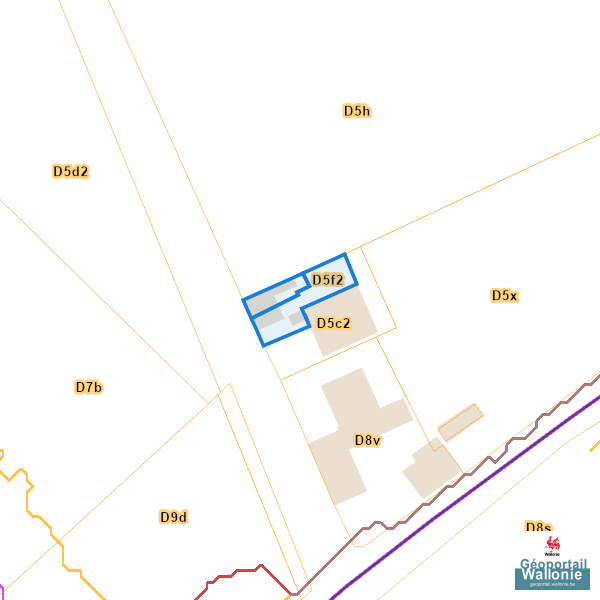 D5h
D5d2
D5f2
D5x
D5c2
D7b
D8v
D9d
D8s
Wallonie
Géoportail
Wallonie
geoportail.wallonie.be